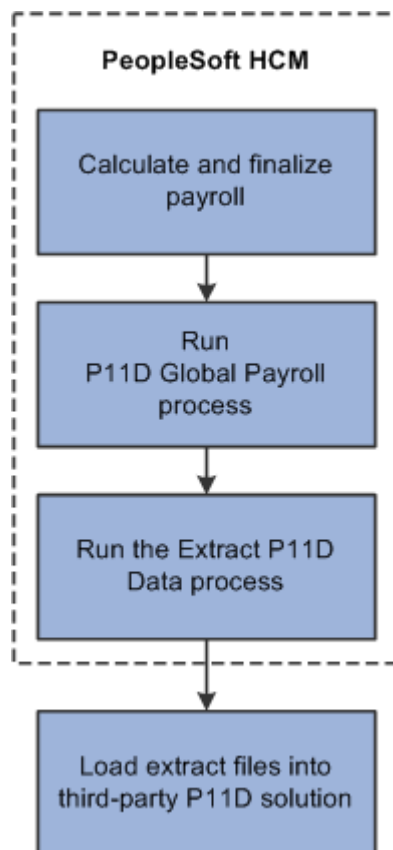 PeopleSoft HCM
Calculate and finalize
payroll
Run
P11D Global Payroll
process
Run the Extract P11D
Data process
Load extract files into
third-party P11D solution